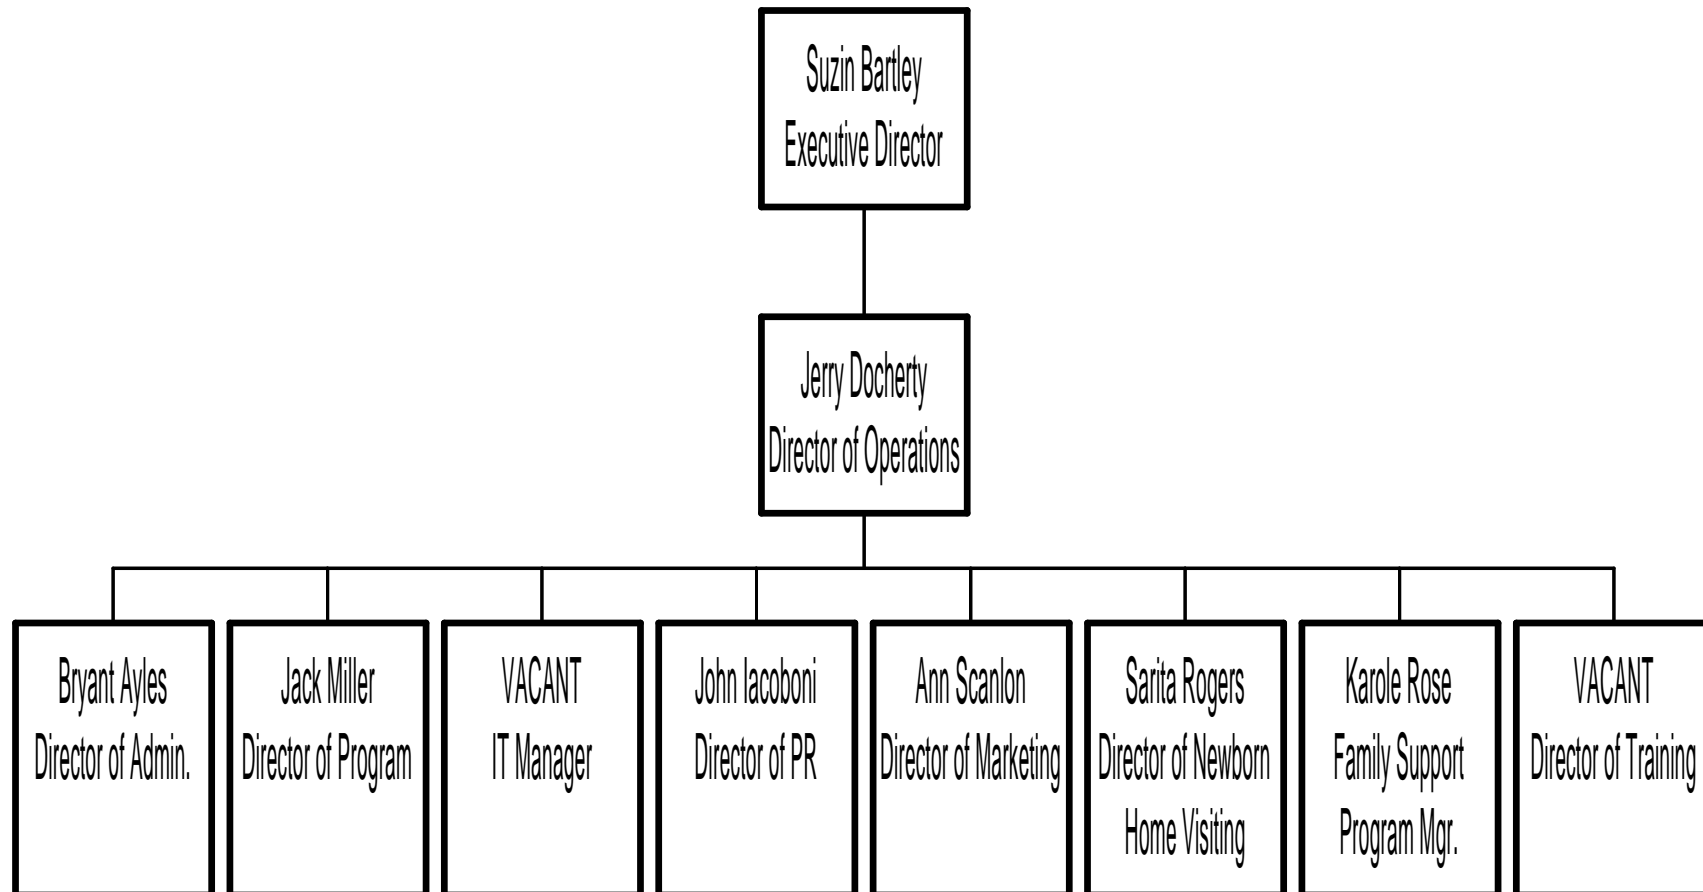 Suzin Bartley
Executive Director
Jerry Docherty
Director of Operations
Bryant Ayles
Director of Admin.
Jack Miller
Director of Program
VACANT
IT Manager
John Iacoboni
Director of PR
Ann Scanlon
Director of Marketing
Sarita Rogers
Director of Newborn
Home Visiting
Karole Rose
Family Support
Program Mgr.
VACANT
Director of Training